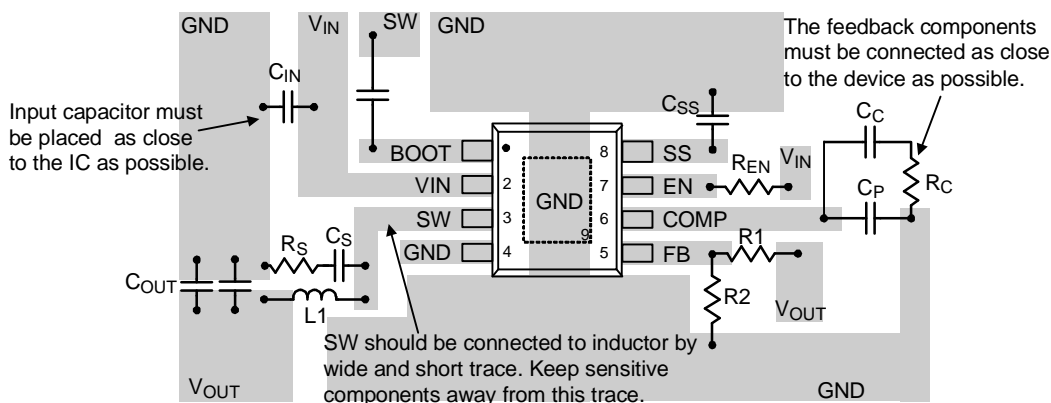 GND
VIN
SW
GND
The feedback components
must be connected as close
to the device as possible.
CIN
Input capacitor must
be placed as close
to the IC as possible.
CSS
CC
BOOT
8
SS
REN
VIN
RC
VIN
2
GND
7
EN
CP
SW
3
6
COMP
9
GND
4
5
FB
R1
RS
CS
COUT
R2
L1
VOUT
SW should be connected to inductor by
wide and short trace. Keep sensitive
components away from this trace.
VOUT
GND